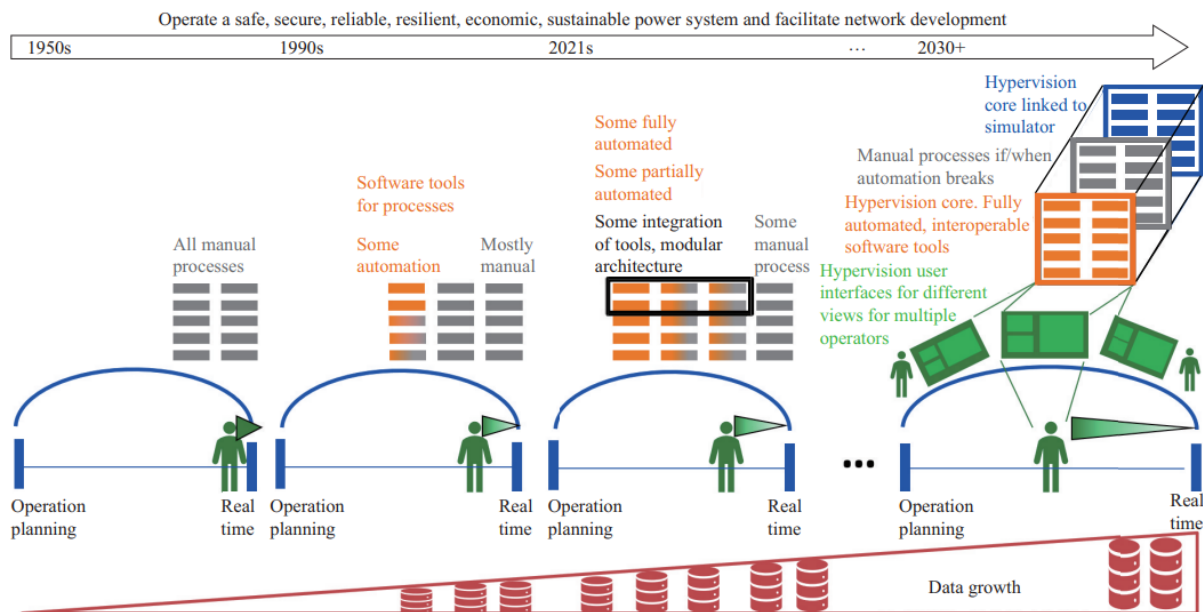 Operate a safe, secure, reliable, resilient, economic, sustainable power system and facilitate network development
1950s
1990s
2021s
...
2030+
All manual
processes
Software tools
for processes
Some
automation
Mostly
manual
Some fully
automated
Some partially
automated
Some integration
of tools, modular
architecture
Some
manual
process
Hypervision
core linked to
simulator
Manual processes if/when
automation breaks
Hypervision core. Fully
automated, interoperable
software tools
Hypervision user
interfaces for different
views for multiple
operators
Operation
planning
Real
time
Operation
planning
Real
time
Operation
planning
Real
time
...
Operation
planning
Real
time
Data growth